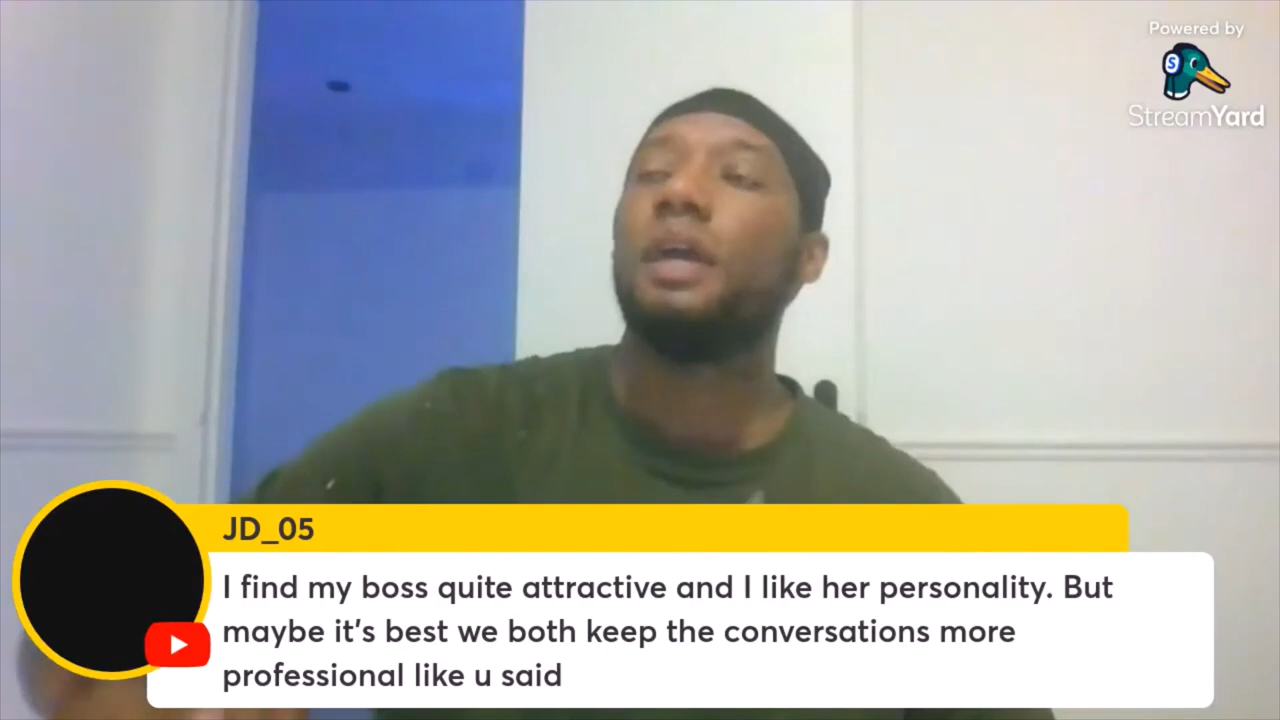 Powered by
StreamYard
JD_05
I find my boss quite attractive and I like her personality. But
maybe it's best we both keep the conversations more
professional like u said